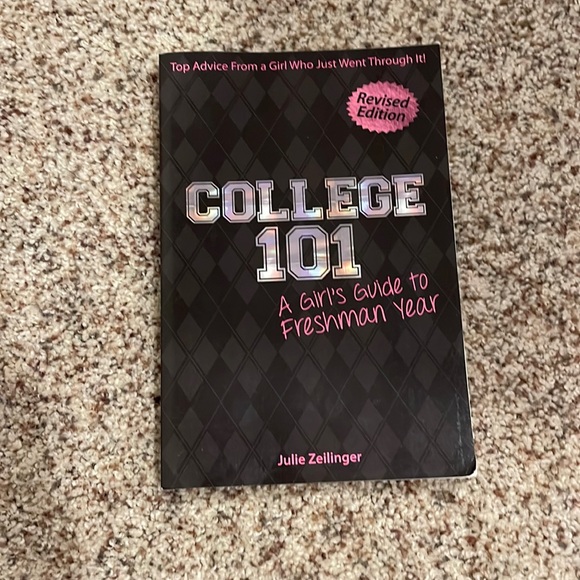 Top Advice From a Girl Who Just Went Through It!
Revised
Edition
COLLEGE
101
A Girl's Guide to
Freshman Year
Julie Zeilinger